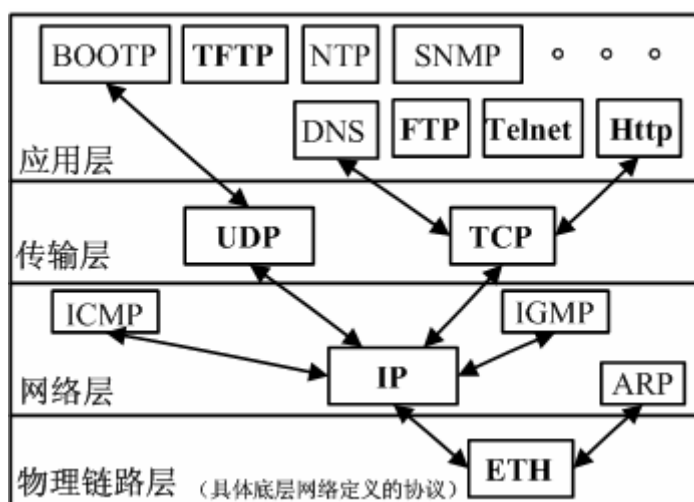 BOOTP TFTP NTP SNMP
DNS FTP Telnet Http
应用层
UDP TCP
传输层
ICMP IGMP
IP
ARP
网络层
ETH
物理链路层 (具体底层网络定义的协议)